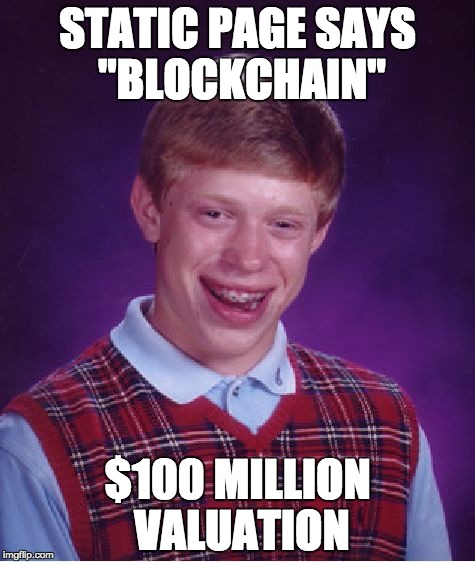 STATIC PAGE SAYS
"BLOCKCHAIN"
$100 MILLION
VALUATION
imgflip.com